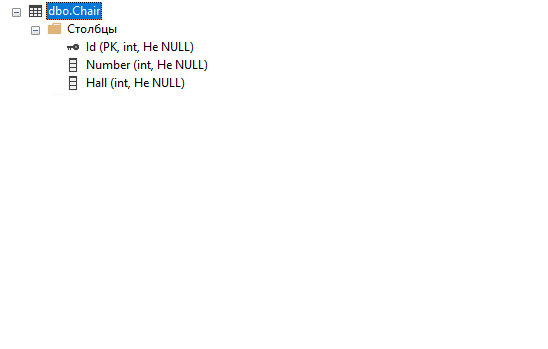 dbo.Chair
Столбцы
Id (PK, int, Не NULL)
Number (int, Не NULL)
Hall (int, Не NULL)